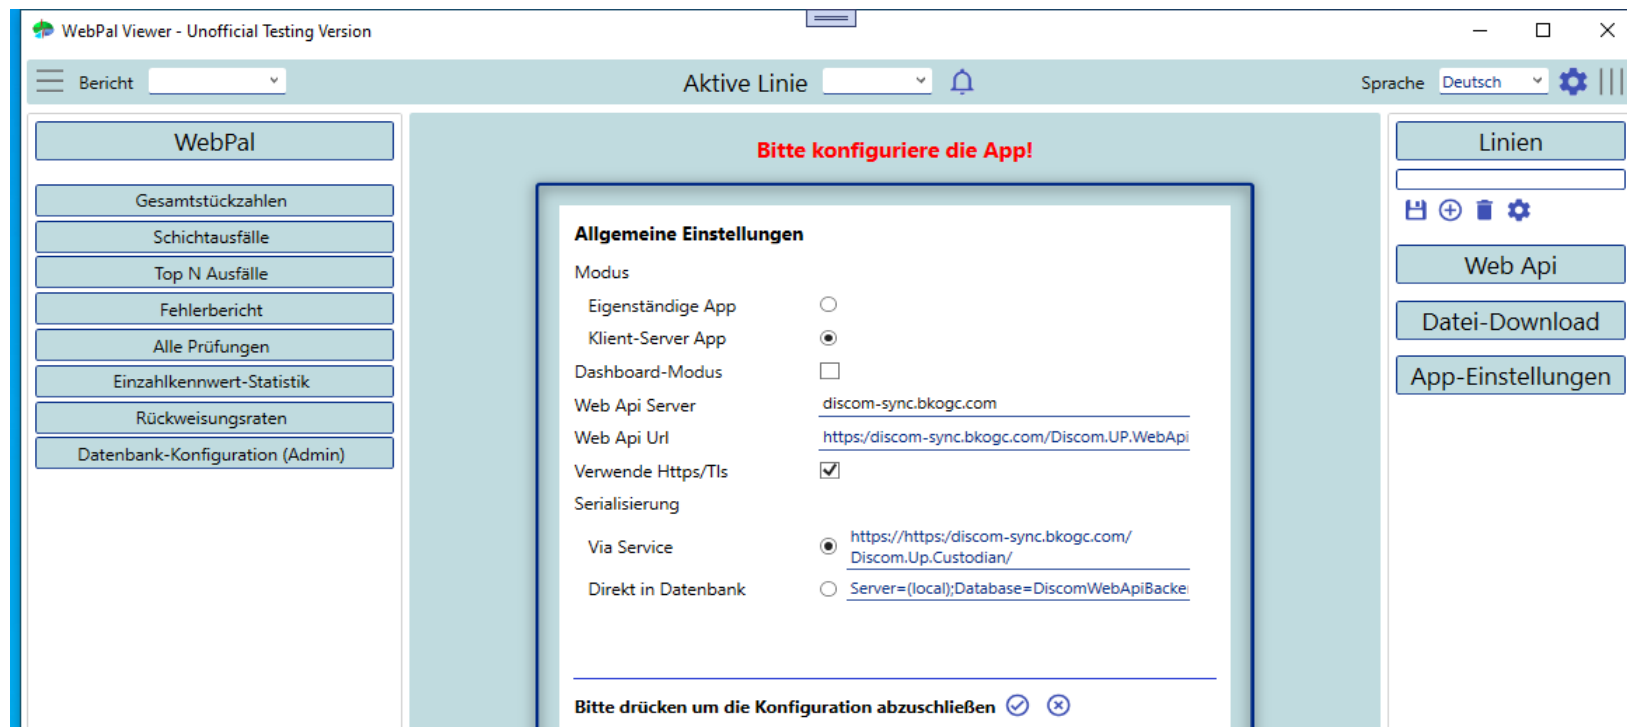 WebPal Viewer - Unofficial Testing Version
Bericht
Aktive Linie
Sprache Deutsch
WebPal
Gesamtstückzahlen
Schichtausfälle
Top N Ausfälle
Fehlerbericht
Alle Prüfungen
Einzahlkennwert-Statistik
Rückweisungsraten
Datenbank-Konfiguration (Admin)
Bitte konfiguriere die App!
Allgemeine Einstellungen
Modus
Eigenständige App
Klient-Server App
Dashboard-Modus
Web Api Server discom-sync.bkogc.com
Web Api Url https:/discom-sync.bkogc.com/Discom.UP.WebApi
Verwende Https/Tls
Serialisierung
Via Service https://https:/discom-sync.bkogc.com/
Discom.Up.Custodian/
Direkt in Datenbank Server=(local);Database=DiscomWebApiBacke
Bitte drücken um die Konfiguration abzuschließen
Linien
Web Api
Datei-Download
App-Einstellungen